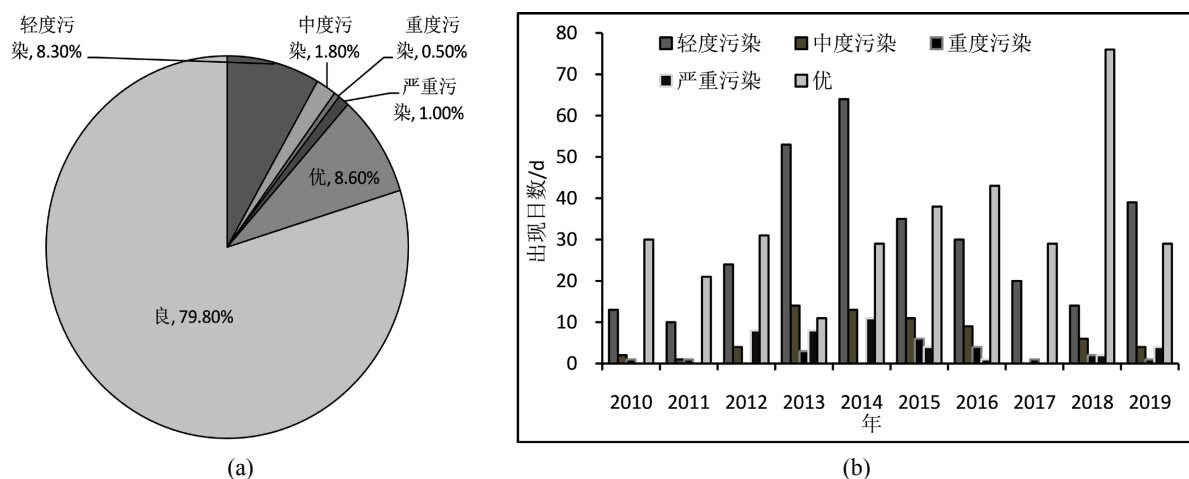 轻度污
染, 8.30%
中度污
染, 1.80%
重度污
染, 0.50%
严重污
染, 1.00%
优, 8.60%
良, 79.80%
(a)
出现日数/d
80
70
60
50
40
30
20
10
0
轻度污染 中度污染 重度污染
严重污染 优
2010 2011 2012 2013 2014 2015 2016 2017 2018 2019
年
(b)